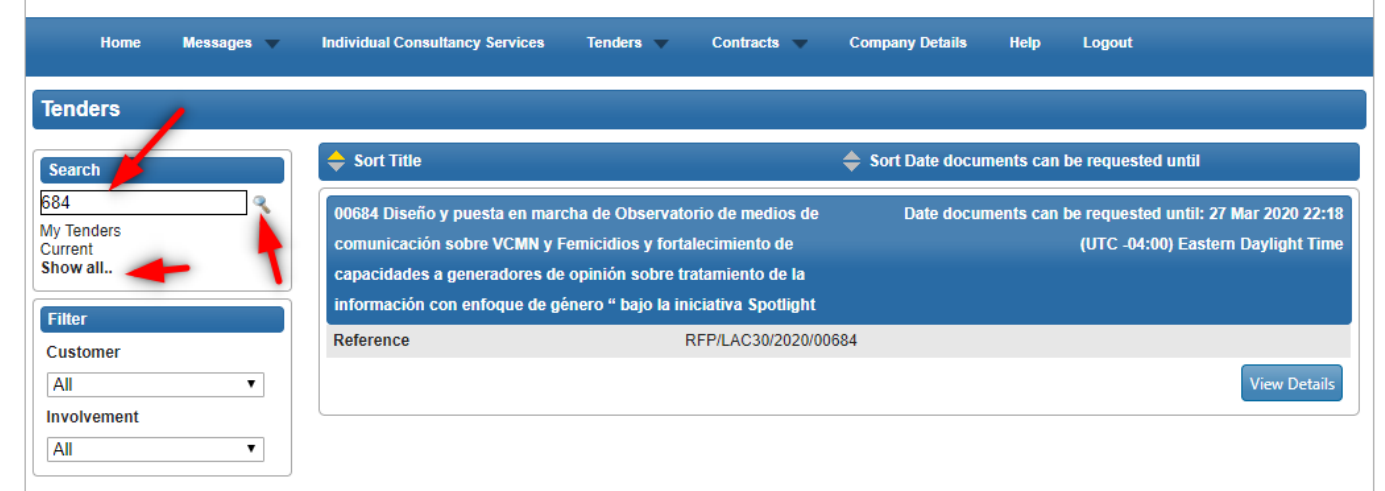 Home Messages Individual Consultancy Services Tenders Contracts Company Details Help Logout
Tenders
Search
684
My Tenders
Current
Show all..
Filter
Customer
All
Involvement
All
Sort Title Sort Date documents can be requested until
00684 Diseño y puesta en marcha de Observatorio de medios de
comunicación sobre VCMN y Femicidios y fortalecimiento de
capacidades a generadores de opinión sobre tratamiento de la
información con enfoque de género “ bajo la iniciativa Spotlight
Date documents can be requested until: 27 Mar 2020 22:18
(UTC -04:00) Eastern Daylight Time
Reference RFP/LAC30/2020/00684
View Details